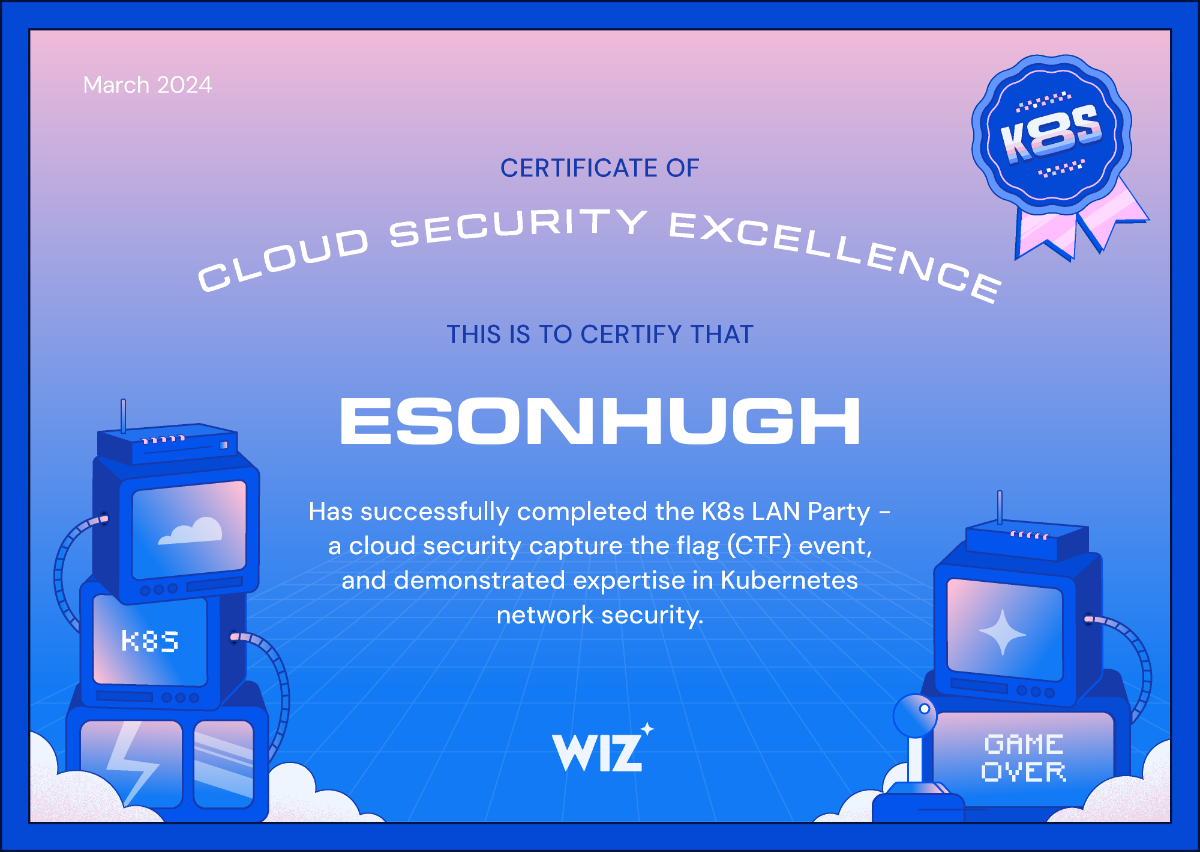 March 2024
K8S
CERTIFICATE OF
CLOUD SECURITY EXCELLENCE
THIS IS TO CERTIFY THAT
ESONHUGH
Has successfully completed the K8s LAN Party –
a cloud security capture the flag (CTF) event,
and demonstrated expertise in Kubernetes
network security.
K8S
WIZ
GAME
OVER